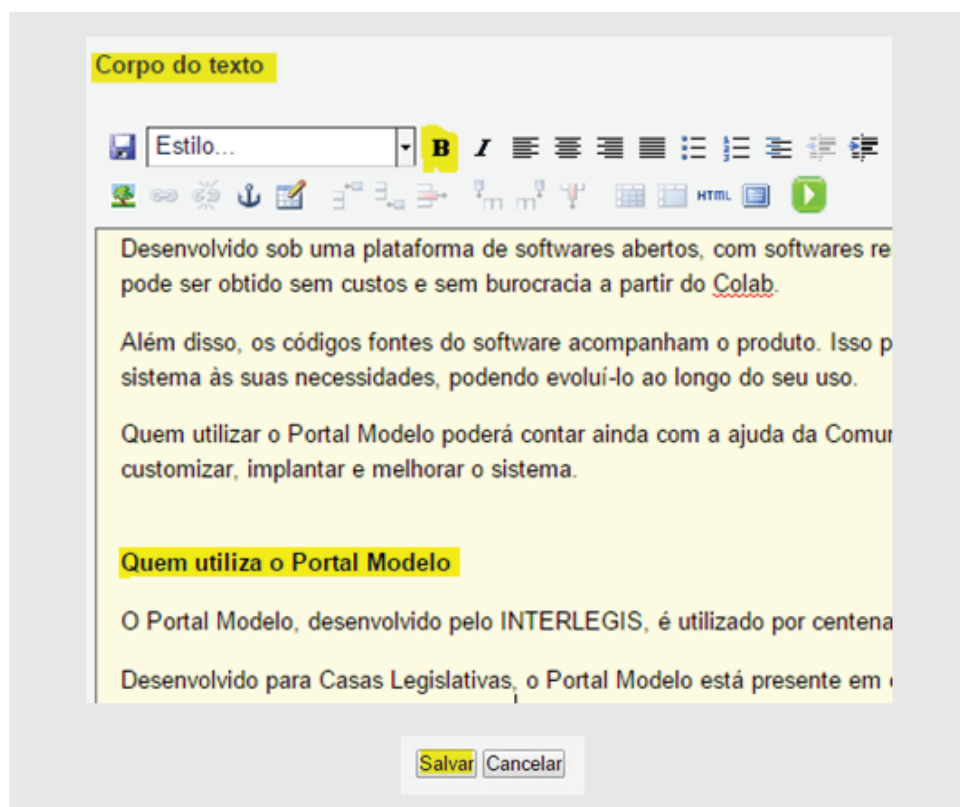 Corpo do texto
Estilo... B I
HTML
Desenvolvido sob uma plataforma de softwares abertos, com softwares re
pode ser obtido sem custos e sem burocracia a partir do Colab.
Além disso, os códigos fontes do software acompanham o produto. Isso p
sistema às suas necessidades, podendo evoluí-lo ao longo do seu uso.
Quem utilizar o Portal Modelo poderá contar ainda com a ajuda da Comun
customizar, implantar e melhorar o sistema.
Quem utiliza o Portal Modelo
O Portal Modelo, desenvolvido pelo INTERLEGIS, é utilizado por centena
Desenvolvido para Casas Legislativas, o Portal Modelo está presente em
Salvar Cancelar